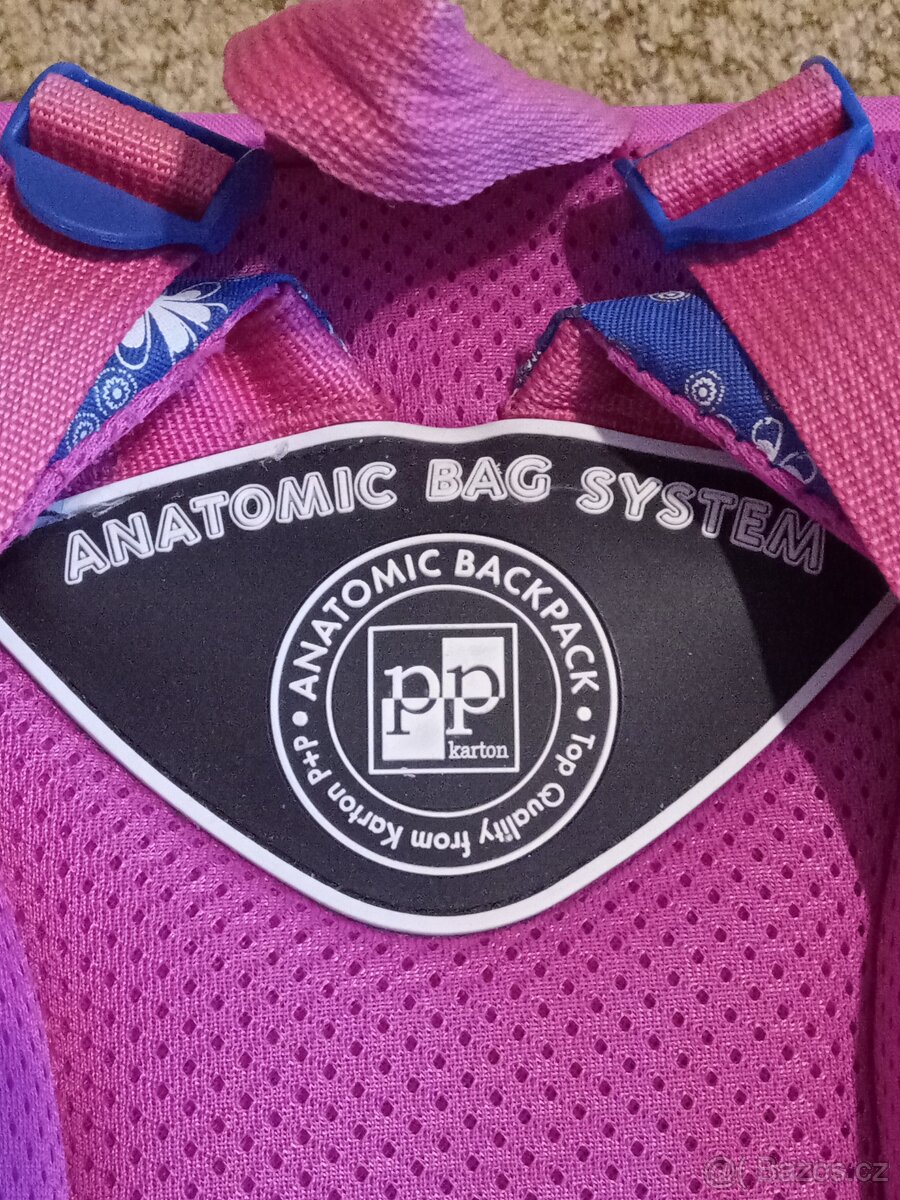 ANATOMIC BAG SYSTEM
• ANATOMIC BACKPACK •
Top Quality from Karton P+P
pp
karton